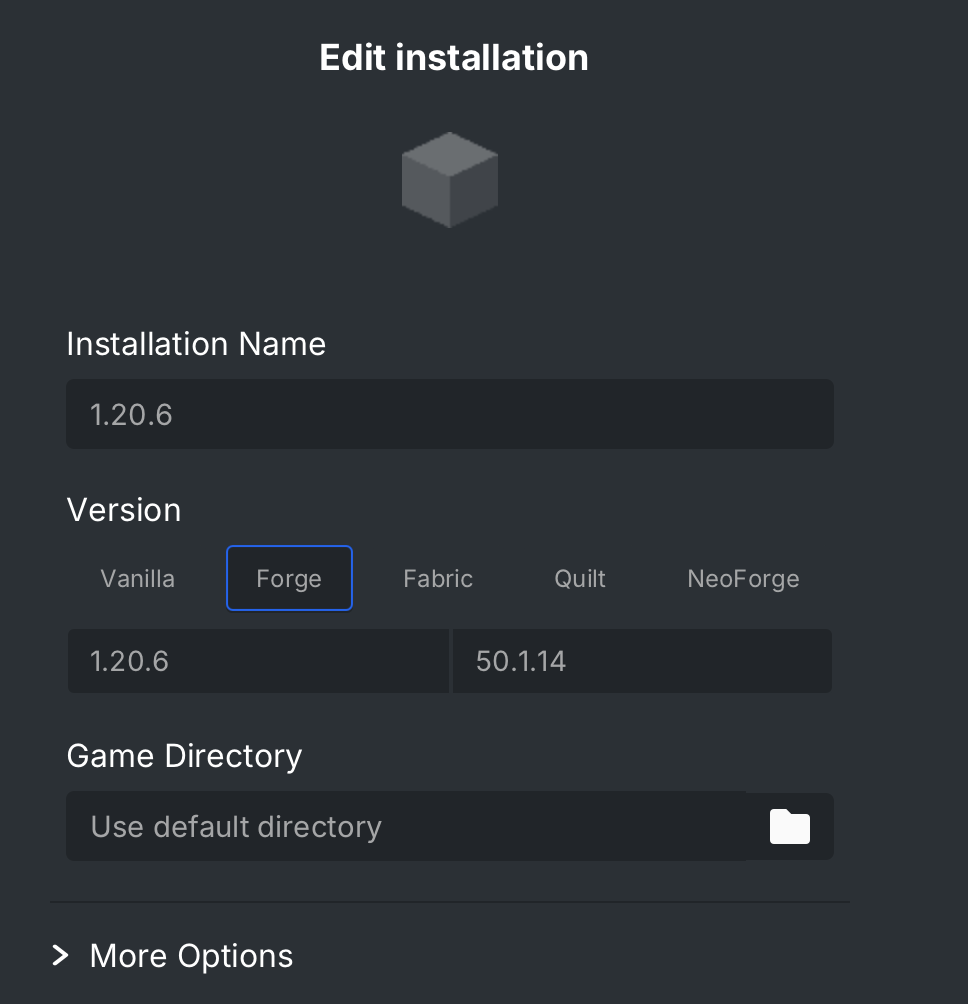 Edit installation
Installation Name
1.20.6
Version
Vanilla Forge Fabric Quilt NeoForge
1.20.6 50.1.14
Game Directory
Use default directory
More Options